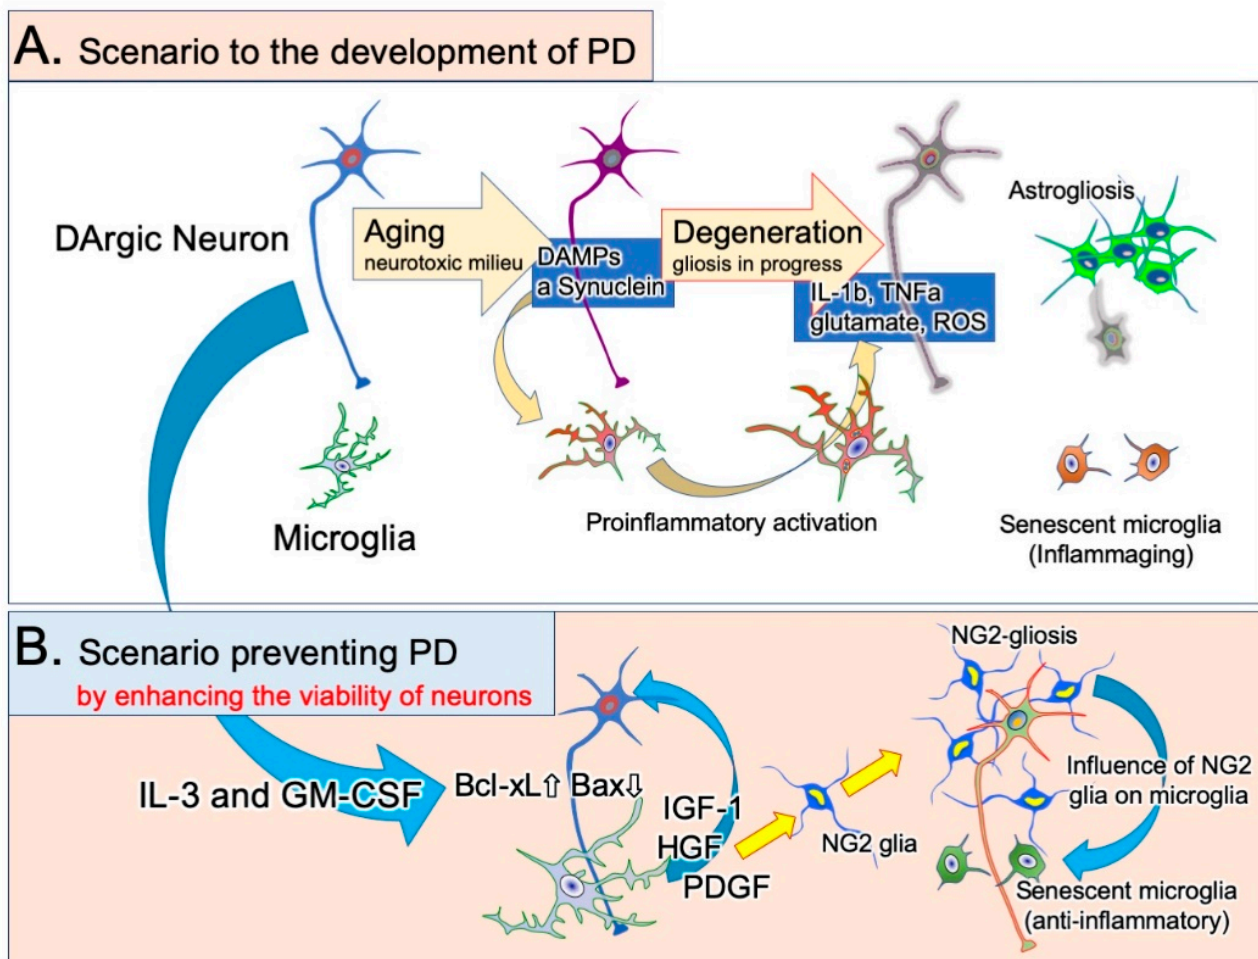 A. Scenario to the development of PD
DArgic Neuron
Aging
neurotoxic milieu
DAMPs
a Synuclein
Degeneration
gliosis in progress
IL-1b, TNFa
glutamate, ROS
Astrogliosis
Microglia
Proinflammatory activation
Senescent microglia
(Inflammaging)
B. Scenario preventing PD
by enhancing the viability of neurons
IL-3 and GM-CSF
Bcl-xL⇧ Bax⇩
IGF-1
HGF
PDGF
NG2 glia
NG2-gliosis
Influence of NG2
glia on microglia
Senescent microglia
(anti-inflammatory)